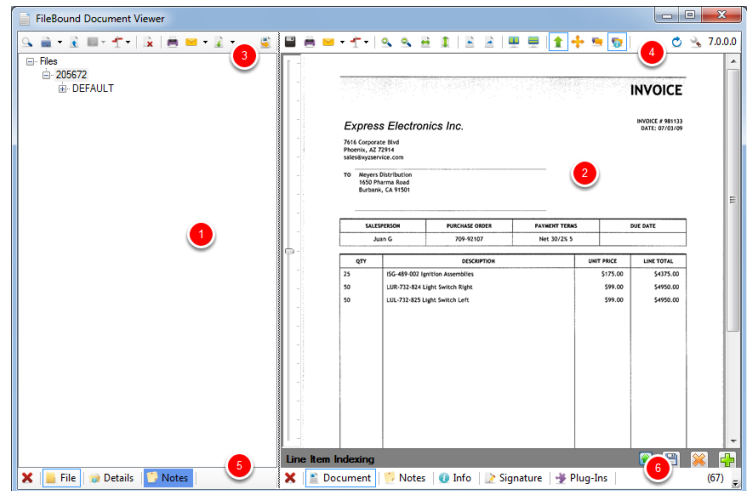 FileBound Document Viewer
3
4
7.0.0.0
Files
205672
DEFAULT
1
INVOICE
Express Electronics Inc.
INVOICE # 981133
DATE: 07/03/09
7616 Corporate Blvd
Phoenix, AZ 72914
sales@xyzservice.com
TO Meyers Distribution
1650 Pharma Road
Burbank, CA 91501
2
SALESPERSON PURCHASE ORDER PAYMENT TERMS DUE DATE
Juan G 709-92107 Net 30/2% 5
QTY DESCRIPTION UNIT PRICE LINE TOTAL
25 ISG-489-002 Ignition Assemblies $175.00 $4375.00
50 LUR-732-824 Light Switch Right $99.00 $4950.00
50 LUL-732-825 Light Switch Left $99.00 $4950.00
Line Item Indexing
File Details Notes 5
6
Document Notes Info Signature Plug-Ins (67)